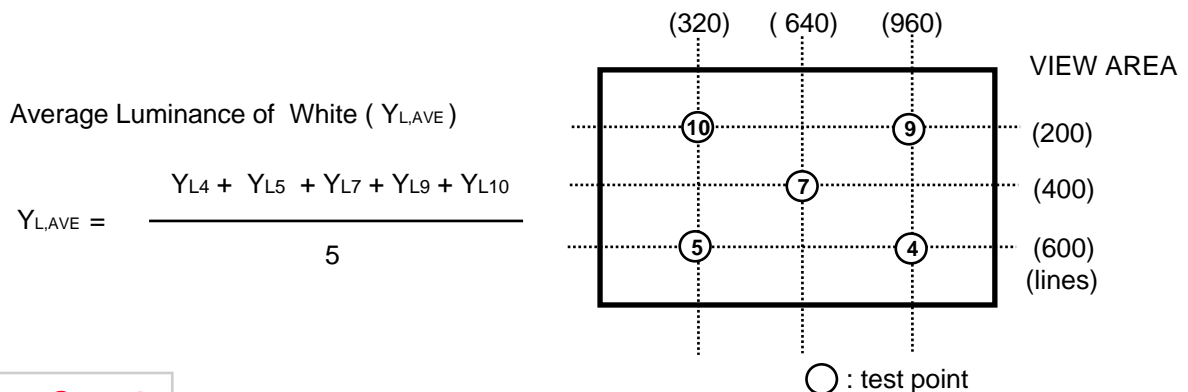 (320) ( 640) (960)
VIEW AREA
Average Luminance of White ( YL,AVE )
10 9 (200)
YL4 + YL5 + YL7 + YL9 + YL10
7 (400)
YL,AVE =
5
5 4 (600)
(lines)
: test point